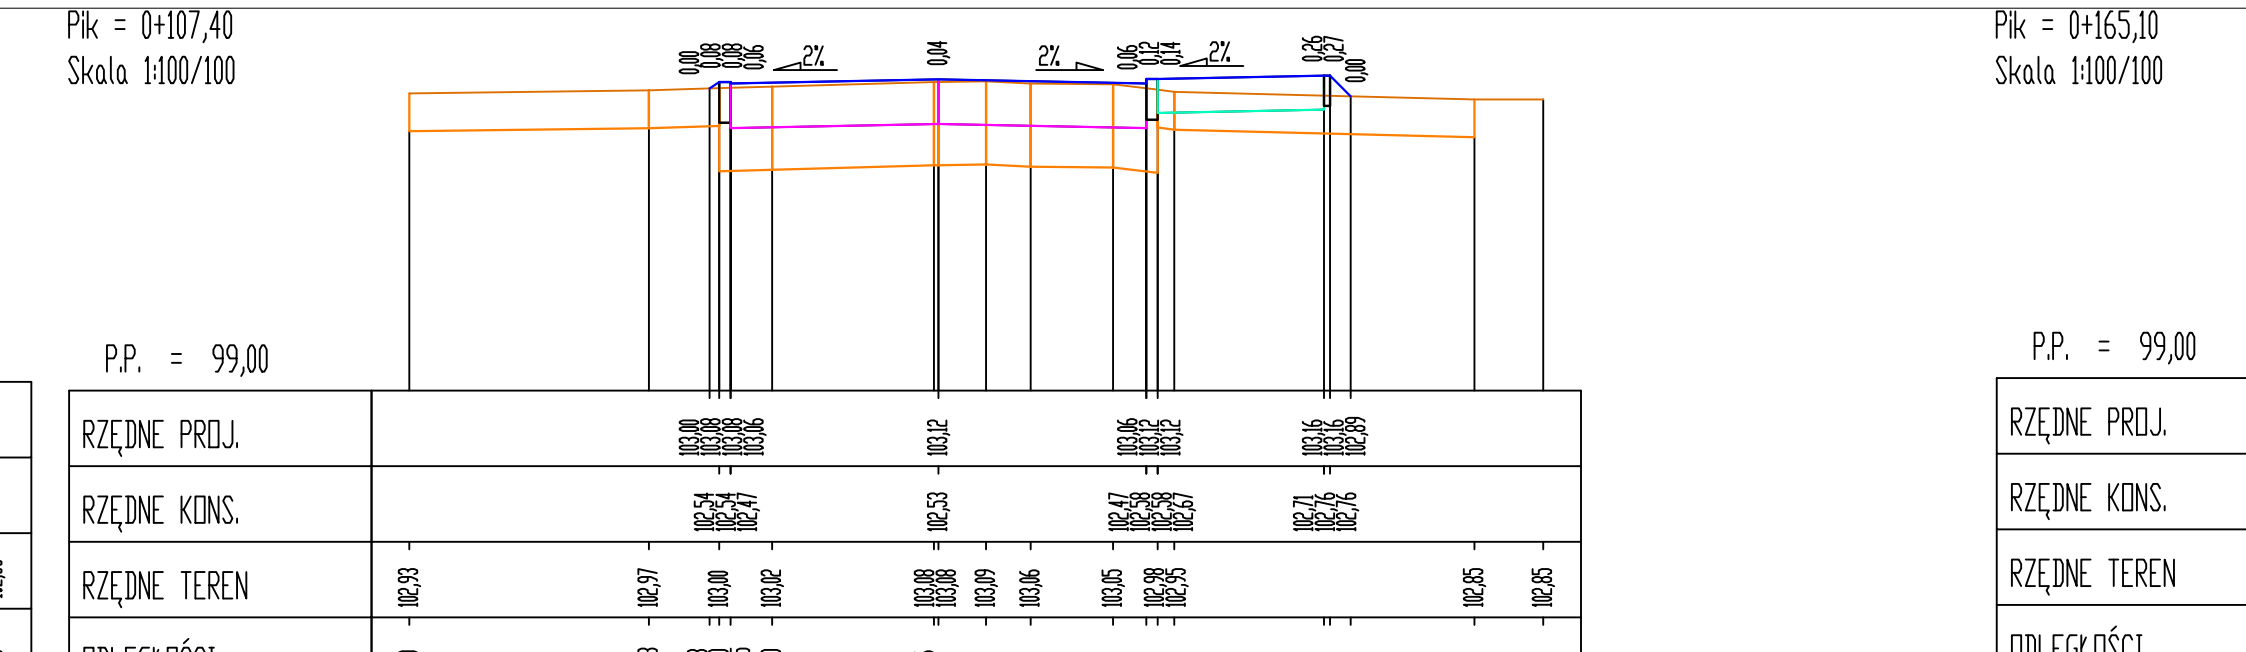 Pik = 0+107,40
Skala 1:100/100
0,00 0,08 0,08 0,06 2% 0,04 2% 0,06 0,12 0,14 2% 0,26 0,27 0,00
P.P. = 99,00
RZĘDNE PROJ. 103,00 103,08 103,08 103,06 103,12 103,06 103,12 103,12 103,16 103,16 102,89
RZĘDNE KONS. 102,54 102,54 102,47 102,53 102,47 102,58 102,58 102,67 102,71 102,76 102,76
RZĘDNE TEREN 102,93 102,97 103,00 103,02 103,08 103,08 103,09 103,06 103,05 102,98 102,95 102,85 102,85
Pik = 0+165,10
Skala 1:100/100
P.P. = 99,00
RZĘDNE PROJ.
RZĘDNE KONS.
RZĘDNE TEREN